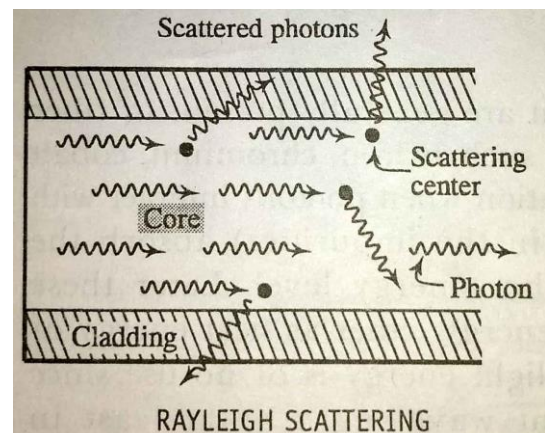 Scattered photons
Scattering
center
Core
Photon
Cladding
RAYLEIGH SCATTERING